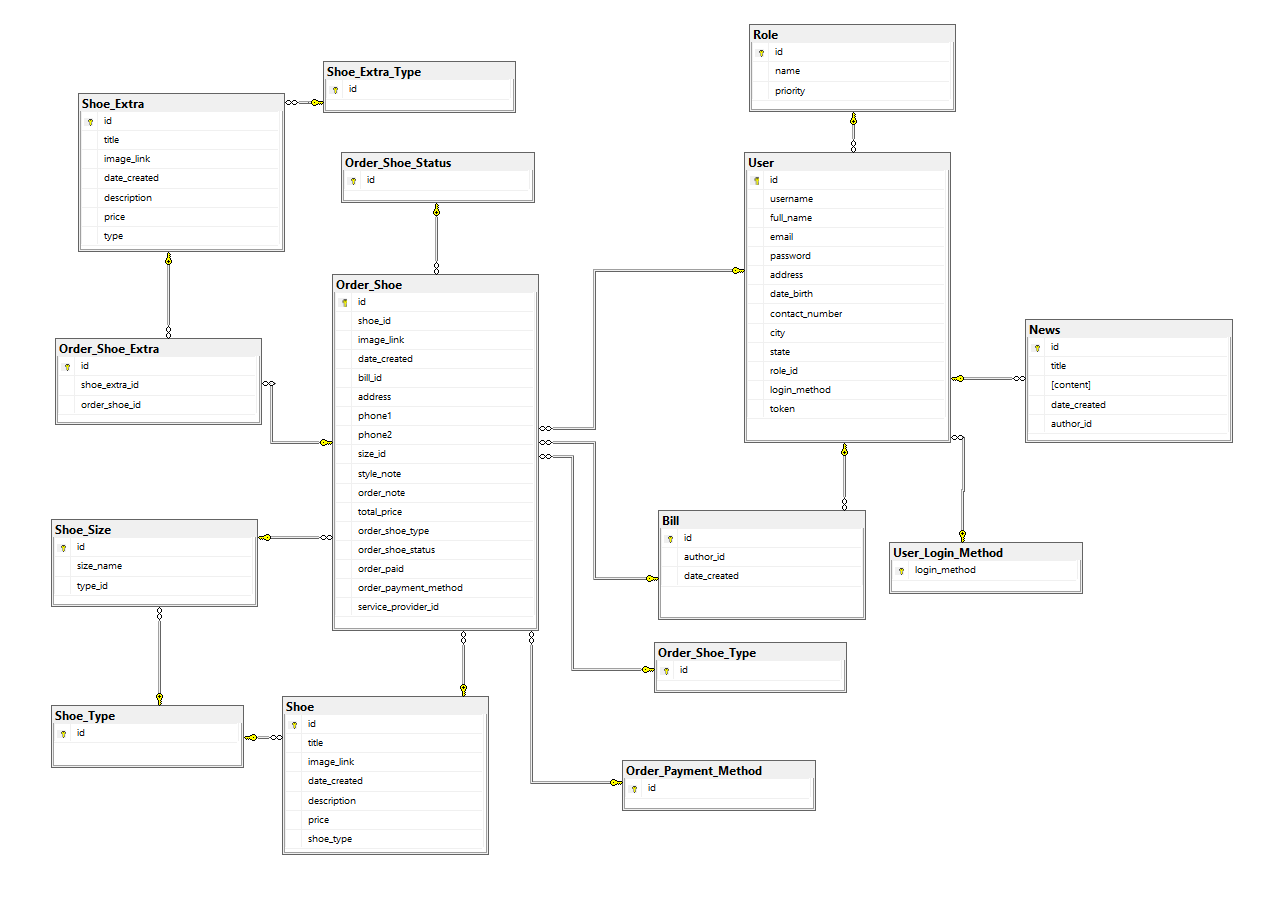 Role
id
name
priority
Shoe_Extra_Type
id
Shoe_Extra
id
title
image_link
date_created
description
price
type
Order_Shoe_Status
id
User
id
username
full_name
email
password
address
date_birth
contact_number
city
state
role_id
login_method
token
Order_Shoe
id
shoe_id
image_link
date_created
bill_id
address
phone1
phone2
size_id
style_note
order_note
total_price
order_shoe_type
order_shoe_status
order_paid
order_payment_method
service_provider_id
News
id
title
[content]
date_created
author_id
Order_Shoe_Extra
id
shoe_extra_id
order_shoe_id
Shoe_Size
id
size_name
type_id
Bill
id
author_id
date_created
User_Login_Method
login_method
Order_Shoe_Type
id
Shoe_Type
id
Shoe
id
title
image_link
date_created
description
price
shoe_type
Order_Payment_Method
id